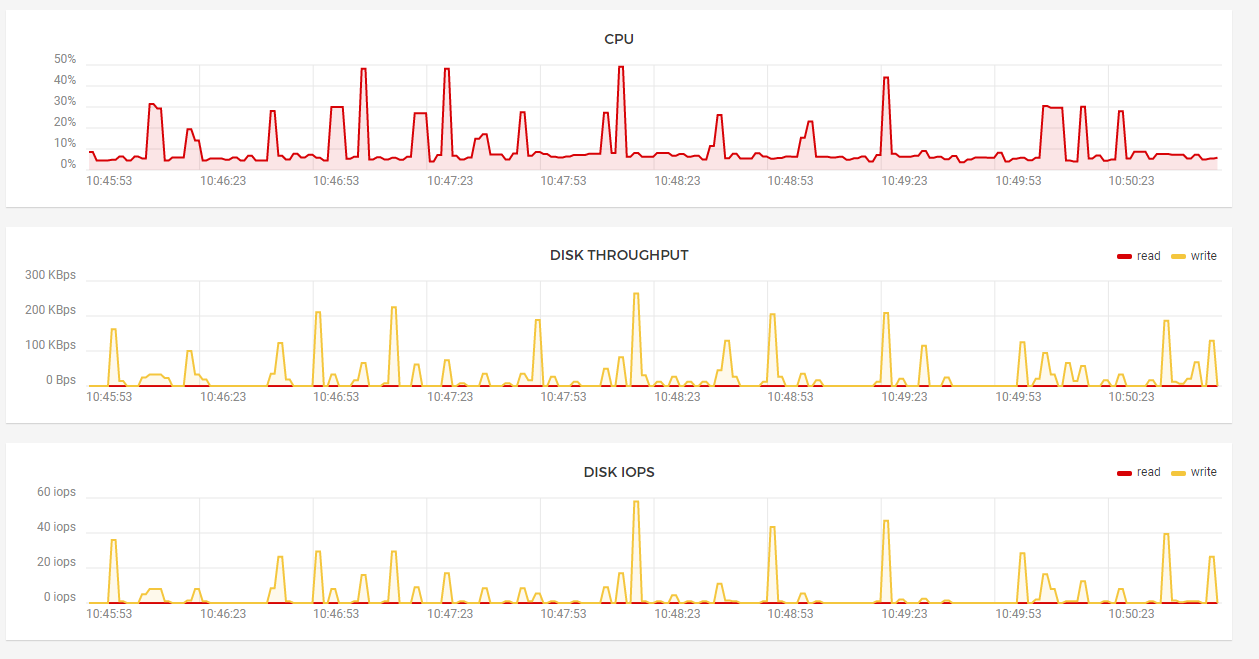 CPU
50%
40%
30%
20%
10%
0%
10:45:53 10:46:23 10:46:53 10:47:23 10:47:53 10:48:23 10:48:53 10:49:23 10:49:53 10:50:23
DISK THROUGHPUT
read write
300 KBps
200 KBps
100 KBps
0 Bps
10:45:53 10:46:23 10:46:53 10:47:23 10:47:53 10:48:23 10:48:53 10:49:23 10:49:53 10:50:23
DISK IOPS
read write
60 iops
40 iops
20 iops
0 iops
10:45:53 10:46:23 10:46:53 10:47:23 10:47:53 10:48:23 10:48:53 10:49:23 10:49:53 10:50:23